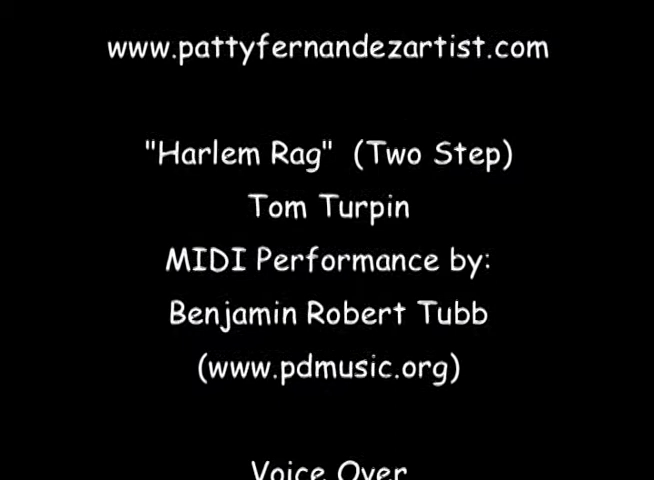 www.pattyfernandezartist.com
"Harlem Rag" (Two Step)
Tom Turpin
MIDI Performance by:
Benjamin Robert Tubb
(www.pdmusic.org)
Voice Over